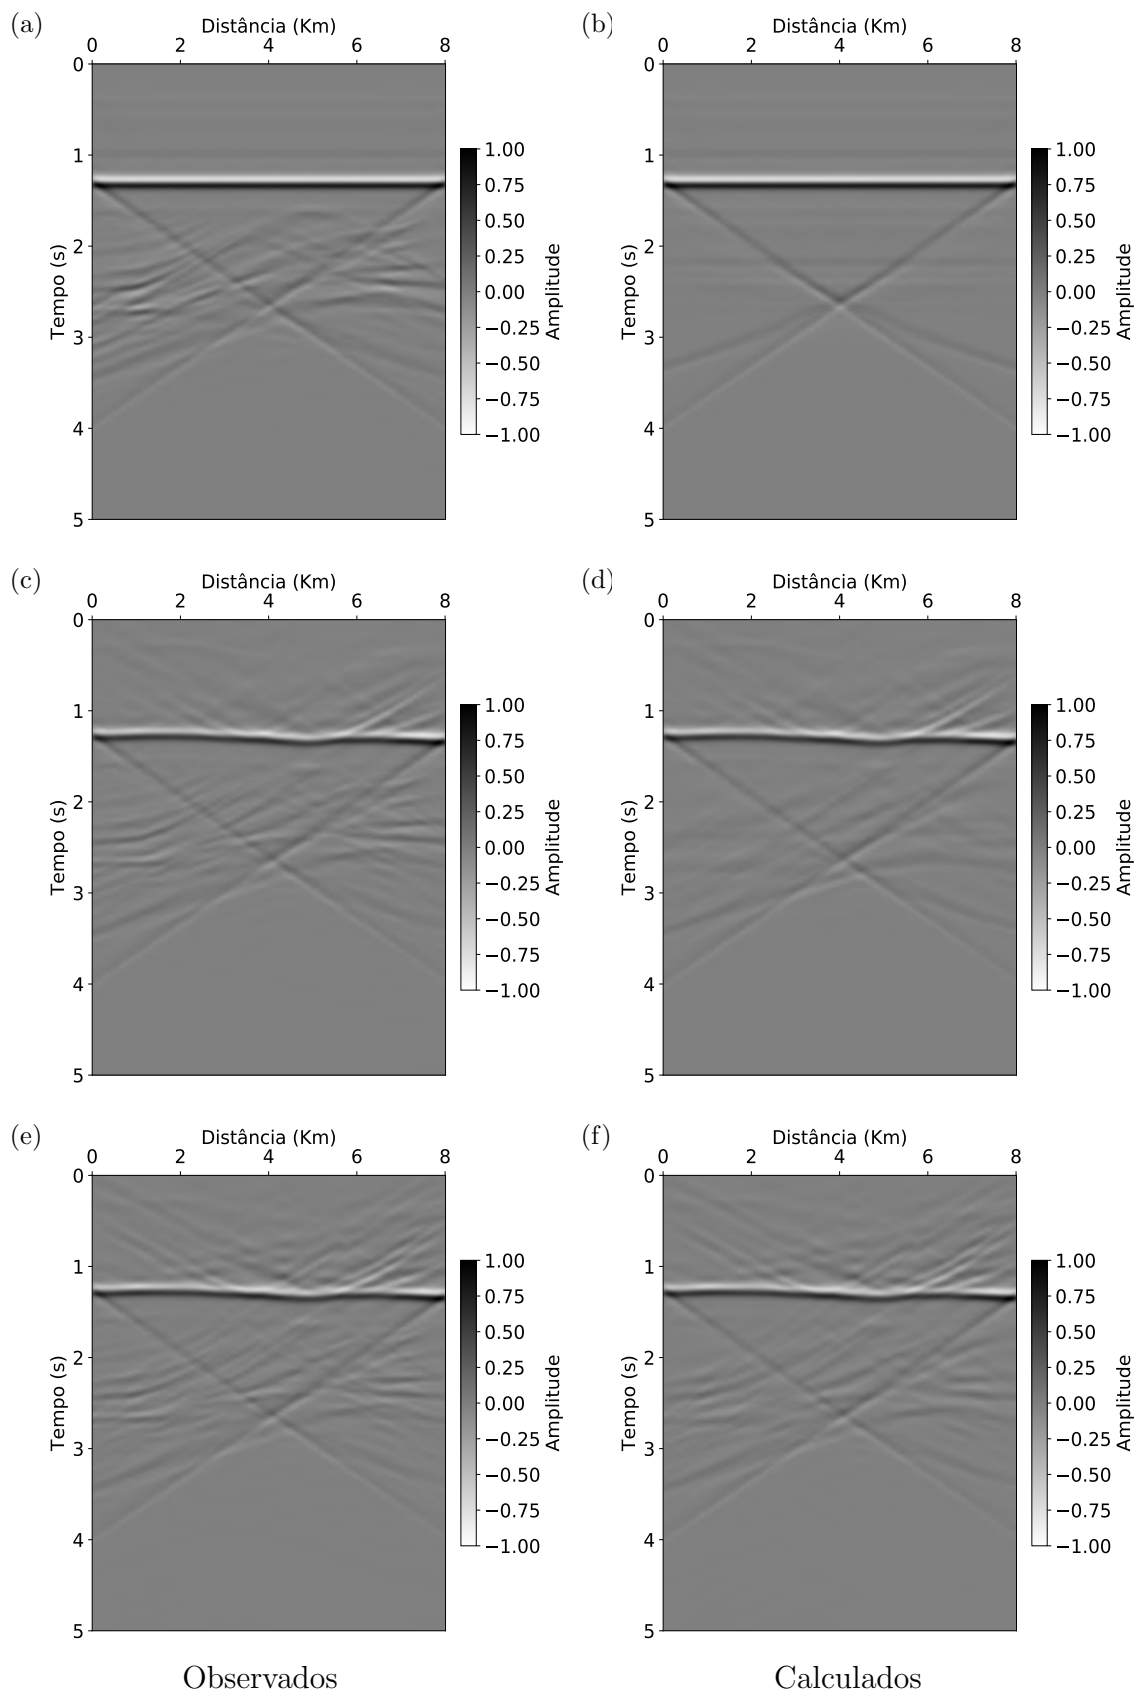 (a) Distância (Km) (b) Distância (Km)
0 2 4 6 8 0 2 4 6 8
0 0
1 1.00 1 1.00
0.75 0.75
2 0.50 2 0.50
0.25 0.25
Tempo (s) 0.00 Amplitude Tempo (s) 0.00 Amplitude
3 −0.25 3 −0.25
−0.50 −0.50
−0.75 −0.75
4 −1.00 4 −1.00
5 5
(c) Distância (Km) (d) Distância (Km)
0 2 4 6 8 0 2 4 6 8
0 0
1 1.00 1 1.00
0.75 0.75
2 0.50 2 0.50
0.25 0.25
Tempo (s) 0.00 Amplitude Tempo (s) 0.00 Amplitude
3 −0.25 3 −0.25
−0.50 −0.50
−0.75 −0.75
4 −1.00 4 −1.00
5 5
(e) Distância (Km) (f) Distância (Km)
0 2 4 6 8 0 2 4 6 8
0 0
1 1.00 1 1.00
0.75 0.75
2 0.50 2 0.50
0.25 0.25
Tempo (s) 0.00 Amplitude Tempo (s) 0.00 Amplitude
3 −0.25 3 −0.25
−0.50 −0.50
−0.75 −0.75
4 −1.00 4 −1.00
5 5
Observados Calculados